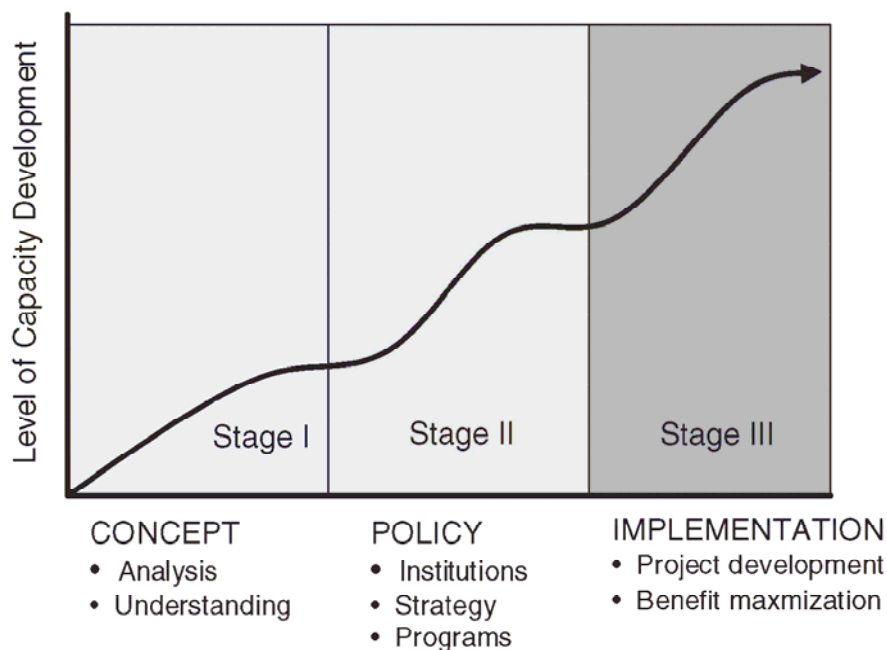 Level of Capacity Development
Stage I
Stage II
Stage III
CONCEPT
• Analysis
• Understanding
POLICY
• Institutions
• Strategy
• Programs
IMPLEMENTATION
• Project development
• Benefit maxmization